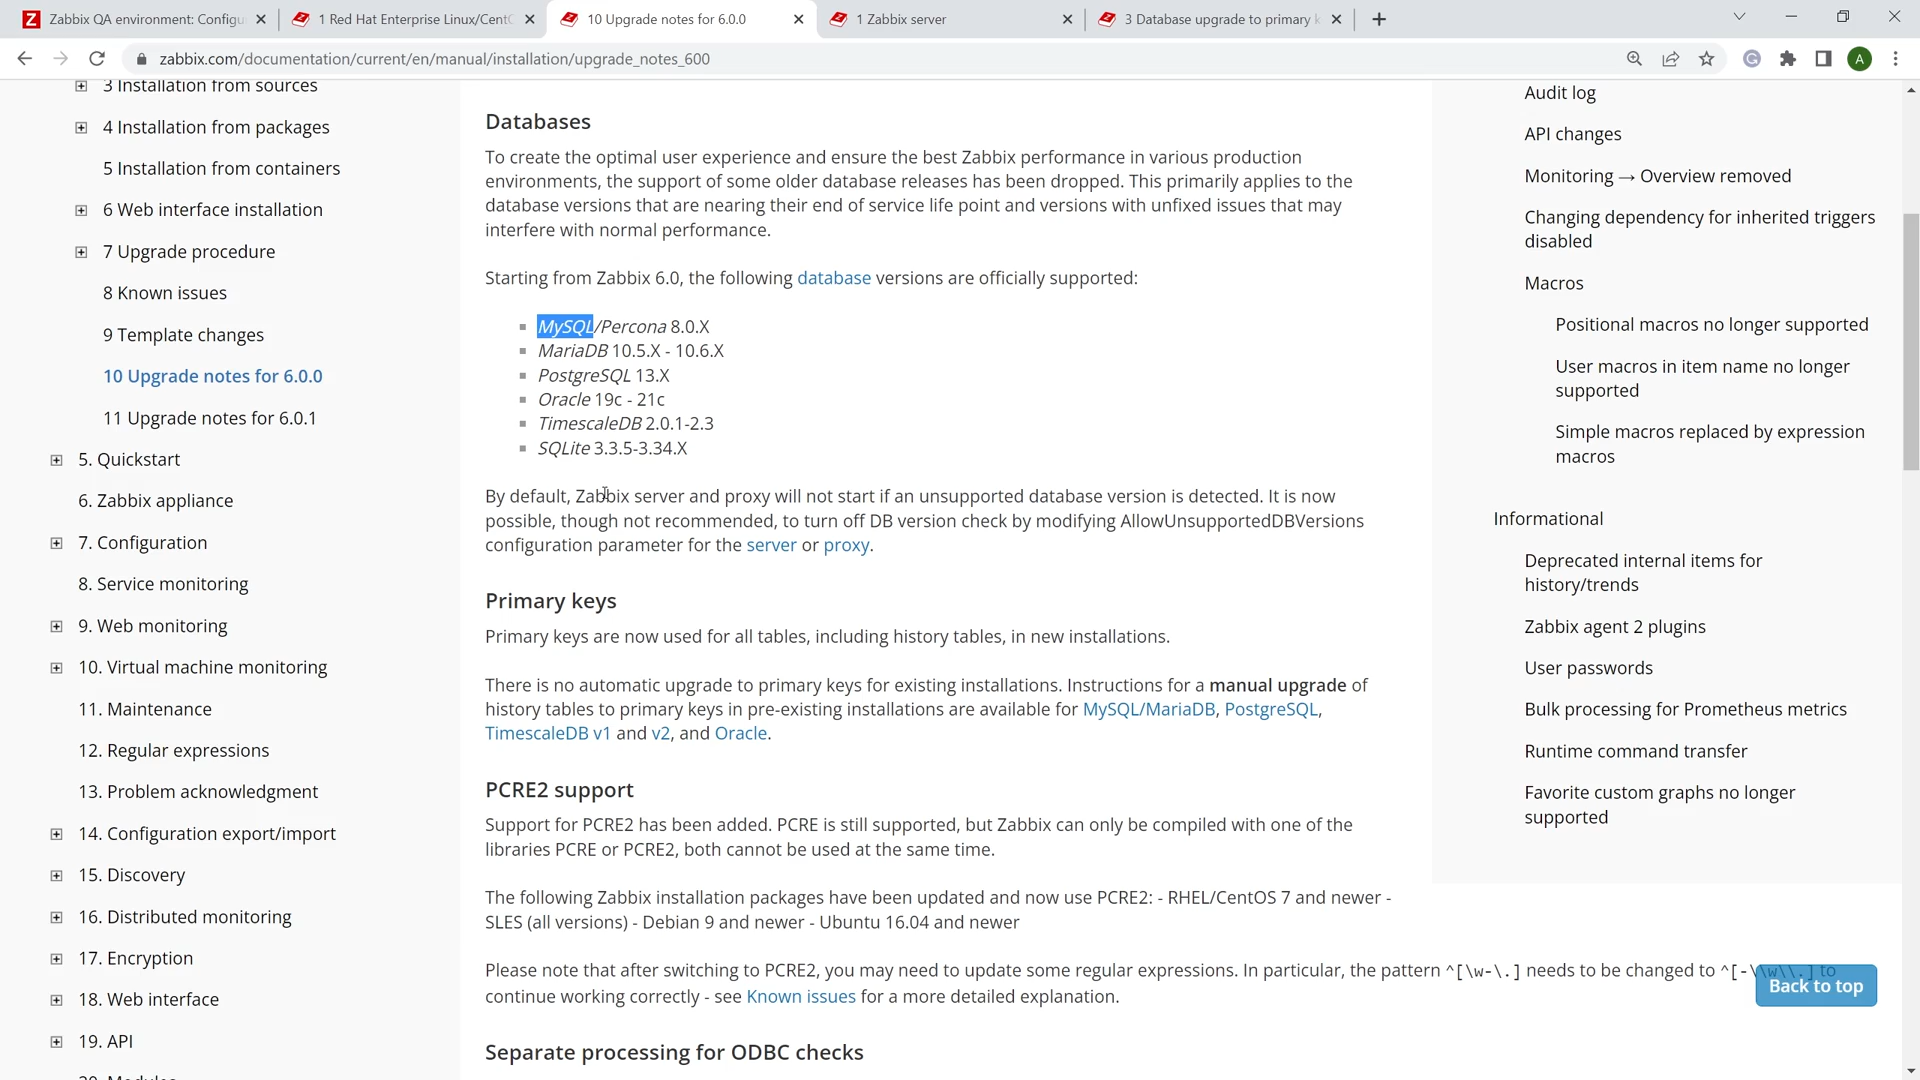 Zabbix QA environment: Configu
1 Red Hat Enterprise Linux/Cent
10 Upgrade notes for 6.0.0
1 Zabbix server
3 Database upgrade to primary k
zabbix.com/documentation/current/en/manual/installation/upgrade_notes_600
A
3 Installation from sources
4 Installation from packages
5 Installation from containers
6 Web interface installation
7 Upgrade procedure
8 Known issues
9 Template changes
10 Upgrade notes for 6.0.0
11 Upgrade notes for 6.0.1
5. Quickstart
6. Zabbix appliance
7. Configuration
8. Service monitoring
9. Web monitoring
10. Virtual machine monitoring
11. Maintenance
12. Regular expressions
13. Problem acknowledgment
14. Configuration export/import
15. Discovery
16. Distributed monitoring
17. Encryption
18. Web interface
19. API
Databases
To create the optimal user experience and ensure the best Zabbix performance in various production
environments, the support of some older database releases has been dropped. This primarily applies to the
database versions that are nearing their end of service life point and versions with unfixed issues that may
interfere with normal performance.
Starting from Zabbix 6.0, the following database versions are officially supported:
MySQL/Percona 8.0.X
MariaDB 10.5.X - 10.6.X
PostgreSQL 13.X
Oracle 19c - 21c
TimescaleDB 2.0.1-2.3
SQLite 3.3.5-3.34.X
By default, Zabbix server and proxy will not start if an unsupported database version is detected. It is now
possible, though not recommended, to turn off DB version check by modifying AllowUnsupportedDBVersions
configuration parameter for the server or proxy.
Primary keys
Primary keys are now used for all tables, including history tables, in new installations.
There is no automatic upgrade to primary keys for existing installations. Instructions for a manual upgrade of
history tables to primary keys in pre-existing installations are available for MySQL/MariaDB, PostgreSQL,
TimescaleDB v1 and v2, and Oracle.
PCRE2 support
Support for PCRE2 has been added. PCRE is still supported, but Zabbix can only be compiled with one of the
libraries PCRE or PCRE2, both cannot be used at the same time.
The following Zabbix installation packages have been updated and now use PCRE2: - RHEL/CentOS 7 and newer -
SLES (all versions) - Debian 9 and newer - Ubuntu 16.04 and newer
Please note that after switching to PCRE2, you may need to update some regular expressions. In particular, the pattern ^[\w-\.] needs to be changed to ^[-\\w\\.] to
continue working correctly - see Known issues for a more detailed explanation.
Separate processing for ODBC checks
Audit log
API changes
Monitoring → Overview removed
Changing dependency for inherited triggers
disabled
Macros
Positional macros no longer supported
User macros in item name no longer
supported
Simple macros replaced by expression
macros
Informational
Deprecated internal items for
history/trends
Zabbix agent 2 plugins
User passwords
Bulk processing for Prometheus metrics
Runtime command transfer
Favorite custom graphs no longer
supported
Back to top